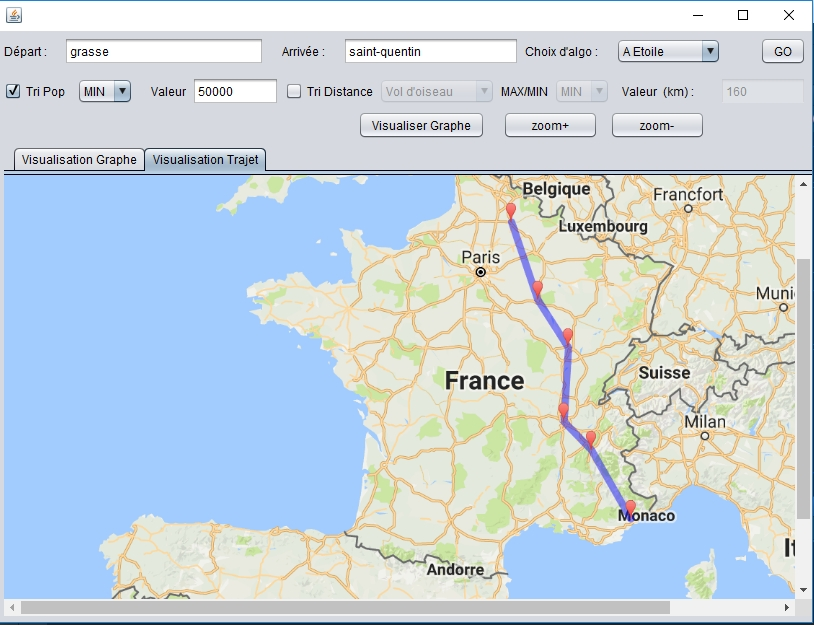 Départ : grasse Arrivée : saint-quentin Choix d'algo : A Etoile GO
Tri Pop MIN Valeur 50000 Tri Distance Vol d'oiseau MAX/MIN MIN Valeur (km) : 160
Visualiser Graphe zoom+ zoom-
Visualisation Graphe Visualisation Trajet
Belgique
Francfort
Luxembourg
Paris
Muni
France
Suisse
Milan
Monaco
It
Andorre